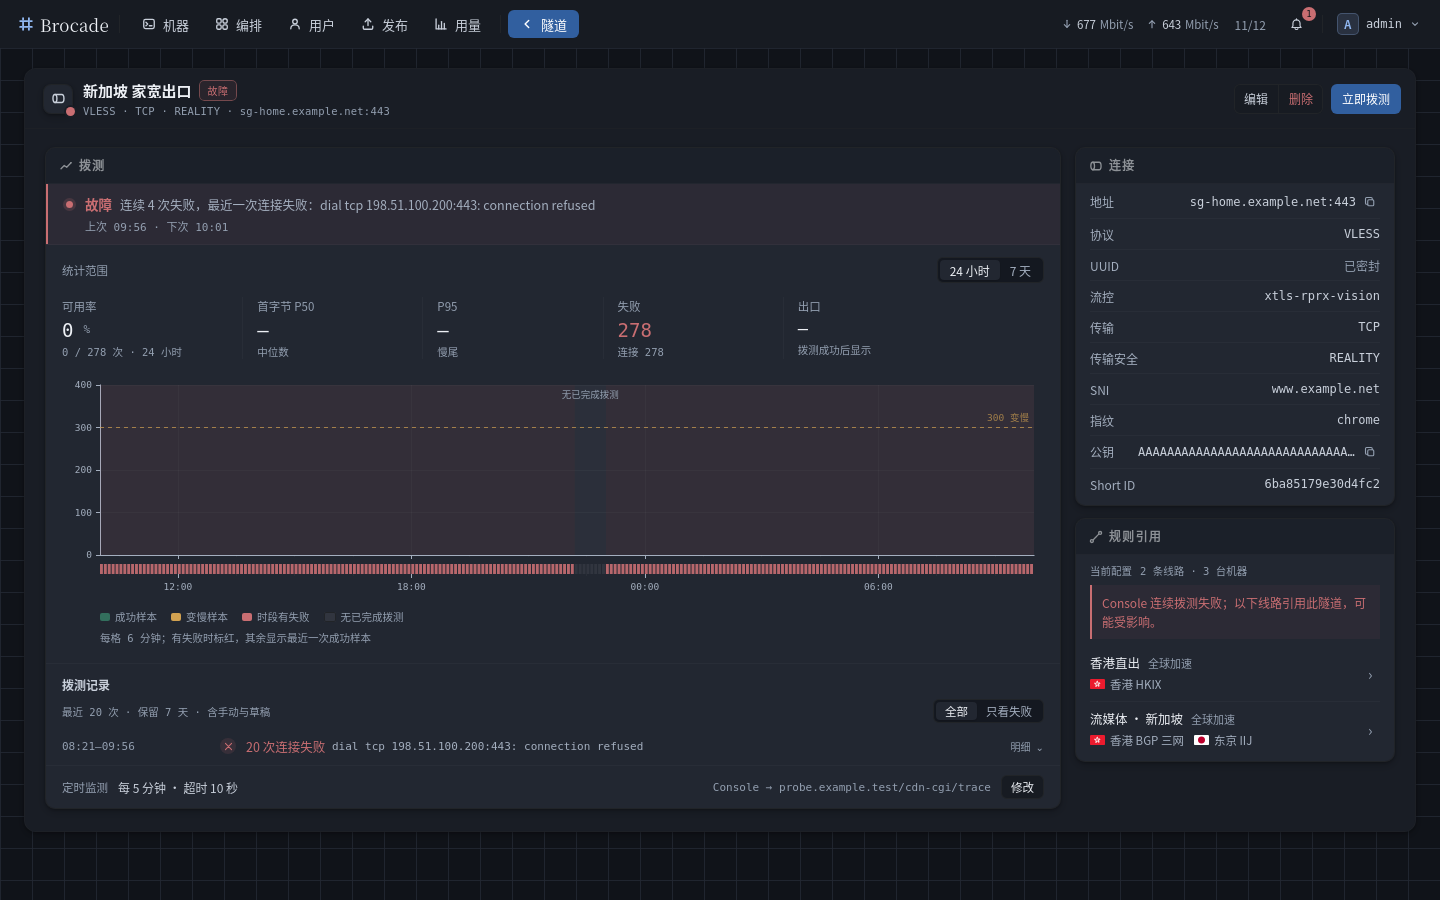 Brocade 机器 编排 用户 发布 用量 隧道 ↓ 677 Mbit/s ↑ 643 Mbit/s 11/12 1 A admin
新加坡 家宽出口 故障
VLESS · TCP · REALITY · sg-home.example.net:443
编辑 删除 立即拨测
拨测
故障 连续 4 次失败，最近一次连接失败：dial tcp 198.51.100.200:443: connection refused
上次 09:56 · 下次 10:01
统计范围 24 小时 7 天
可用率 首字节 P50 P95 失败 出口
0 % — — 278 —
0 / 278 次 · 24 小时 中位数 慢尾 连接 278 拨测成功后显示
400
无已完成拨测
300 变慢
300
200
100
0
12:00 18:00 00:00 06:00
成功样本 变慢样本 时段有失败 无已完成拨测
每格 6 分钟；有失败时标红，其余显示最近一次成功样本
拨测记录
最近 20 次 · 保留 7 天 · 含手动与草稿 全部 只看失败
08:21—09:56 20 次连接失败 dial tcp 198.51.100.200:443: connection refused 明细
定时监测 每 5 分钟 · 超时 10 秒 Console → probe.example.test/cdn-cgi/trace 修改
连接
地址 sg-home.example.net:443
协议 VLESS
UUID 已密封
流控 xtls-rprx-vision
传输 TCP
传输安全 REALITY
SNI www.example.net
指纹 chrome
公钥 AAAAAAAAAAAAAAAAAAAAAAAAAAAAA…
Short ID 6ba85179e30d4fc2
规则引用
当前配置 2 条线路 · 3 台机器
Console 连续拨测失败；以下线路引用此隧道，可
能受影响。
香港直出 全球加速
香港 HKIX
流媒体 · 新加坡 全球加速
香港 BGP 三网 东京 IIJ